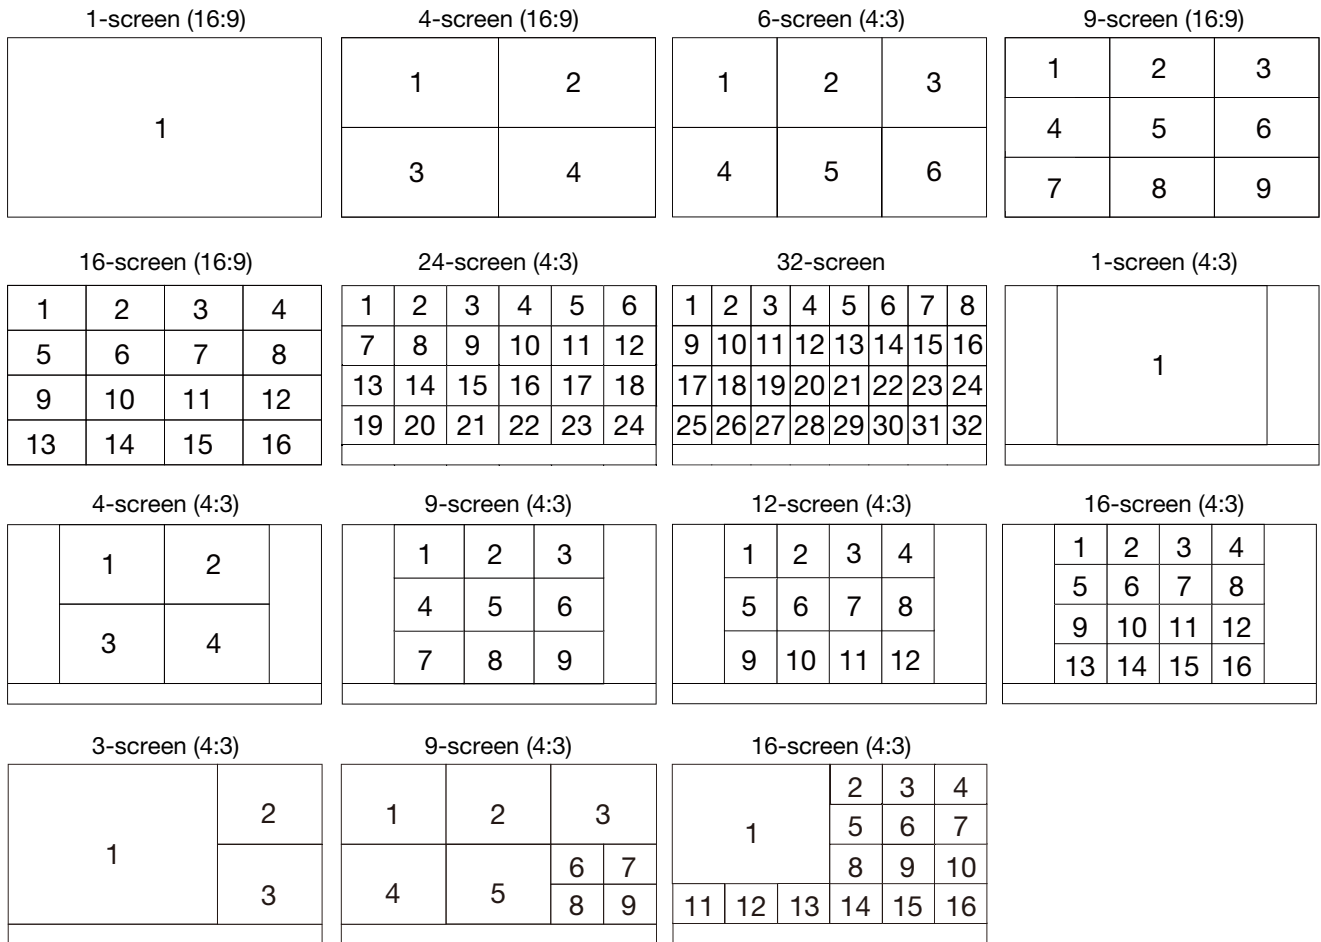 1-screen (16:9) 4-screen (16:9) 6-screen (4:3) 9-screen (16:9)
1
1 2
3 4
1 2 3
4 5 6
1 2 3
4 5 6
7 8 9
16-screen (16:9) 24-screen (4:3) 32-screen 1-screen (4:3)
1 2 3 4
5 6 7 8
9 10 11 12
13 14 15 16
1 2 3 4 5 6
7 8 9 10 11 12
13 14 15 16 17 18
19 20 21 22 23 24
1 2 3 4 5 6 7 8
9 10 11 12 13 14 15 16
17 18 19 20 21 22 23 24
25 26 27 28 29 30 31 32
1
4-screen (4:3) 9-screen (4:3) 12-screen (4:3) 16-screen (4:3)
1 2
3 4
1 2 3
4 5 6
7 8 9
1 2 3 4
5 6 7 8
9 10 11 12
1 2 3 4
5 6 7 8
9 10 11 12
13 14 15 16
3-screen (4:3) 9-screen (4:3) 16-screen (4:3)
1
2
3
1 2 3
4 5
6 7
8 9
1
2 3 4
5 6 7
8 9 10
11 12 13 14 15 16